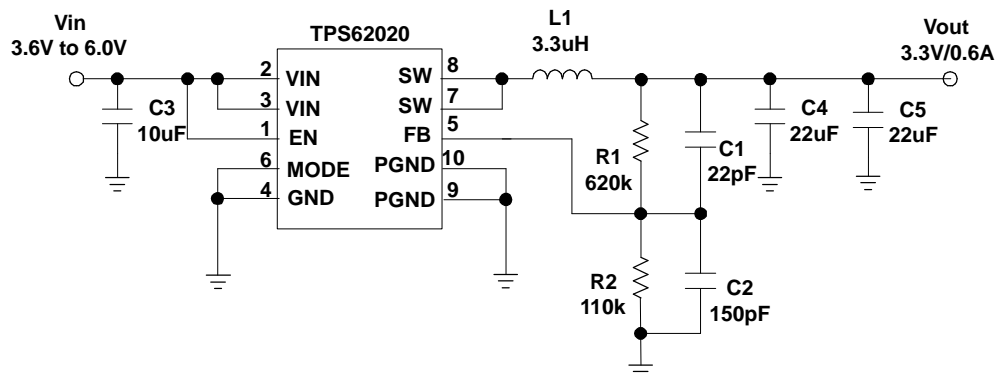 Vin
3.6V to 6.0V
TPS62020
L1
3.3uH
Vout
3.3V/0.6A
2 VIN
3 VIN
1 EN
6 MODE
4 GND
SW 8
SW 7
FB 5
PGND 10
PGND 9
C3
10uF
R1
620k
C1
22pF
C4
22uF
C5
22uF
R2
110k
C2
150pF